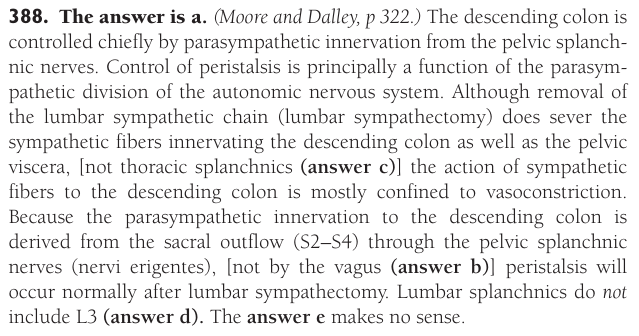 388. The answer is a. (Moore and Dalley, p 322.) The descending colon is
controlled chiefly by parasympathetic innervation from the pelvic splanch-
nic nerves. Control of peristalsis is principally a function of the parasym-
pathetic division of the autonomic nervous system. Although removal of
the lumbar sympathetic chain (lumbar sympathectomy) does sever the
sympathetic fibers innervating the descending colon as well as the pelvic
viscera, [not thoracic splanchnics (answer c)] the action of sympathetic
fibers to the descending colon is mostly confined to vasoconstriction.
Because the parasympathetic innervation to the descending colon is
derived from the sacral outflow (S2–S4) through the pelvic splanchnic
nerves (nervi erigentes), [not by the vagus (answer b)] peristalsis will
occur normally after lumbar sympathectomy. Lumbar splanchnics do not
include L3 (answer d). The answer e makes no sense.